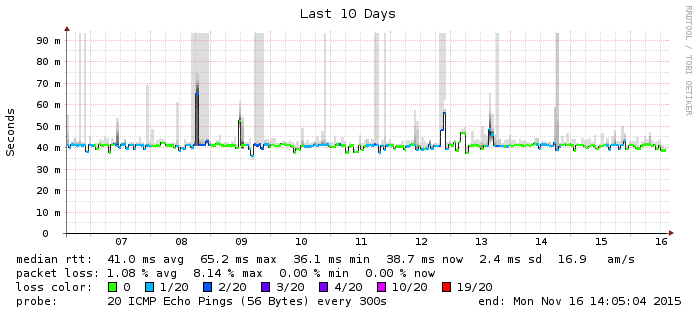 Last 10 Days
RRDTOOL / TOBI OETIKER
Seconds
90 m
80 m
70 m
60 m
50 m
40 m
30 m
20 m
10 m
0
07 08 09 10 11 12 13 14 15 16
median rtt: 41.0 ms avg 65.2 ms max 36.1 ms min 38.7 ms now 2.4 ms sd 16.9 am/s
packet loss: 1.08 % avg 8.14 % max 0.00 % min 0.00 % now
loss color: 0 1/20 2/20 3/20 4/20 10/20 19/20
probe: 20 ICMP Echo Pings (56 Bytes) every 300s end: Mon Nov 16 14:05:04 2015